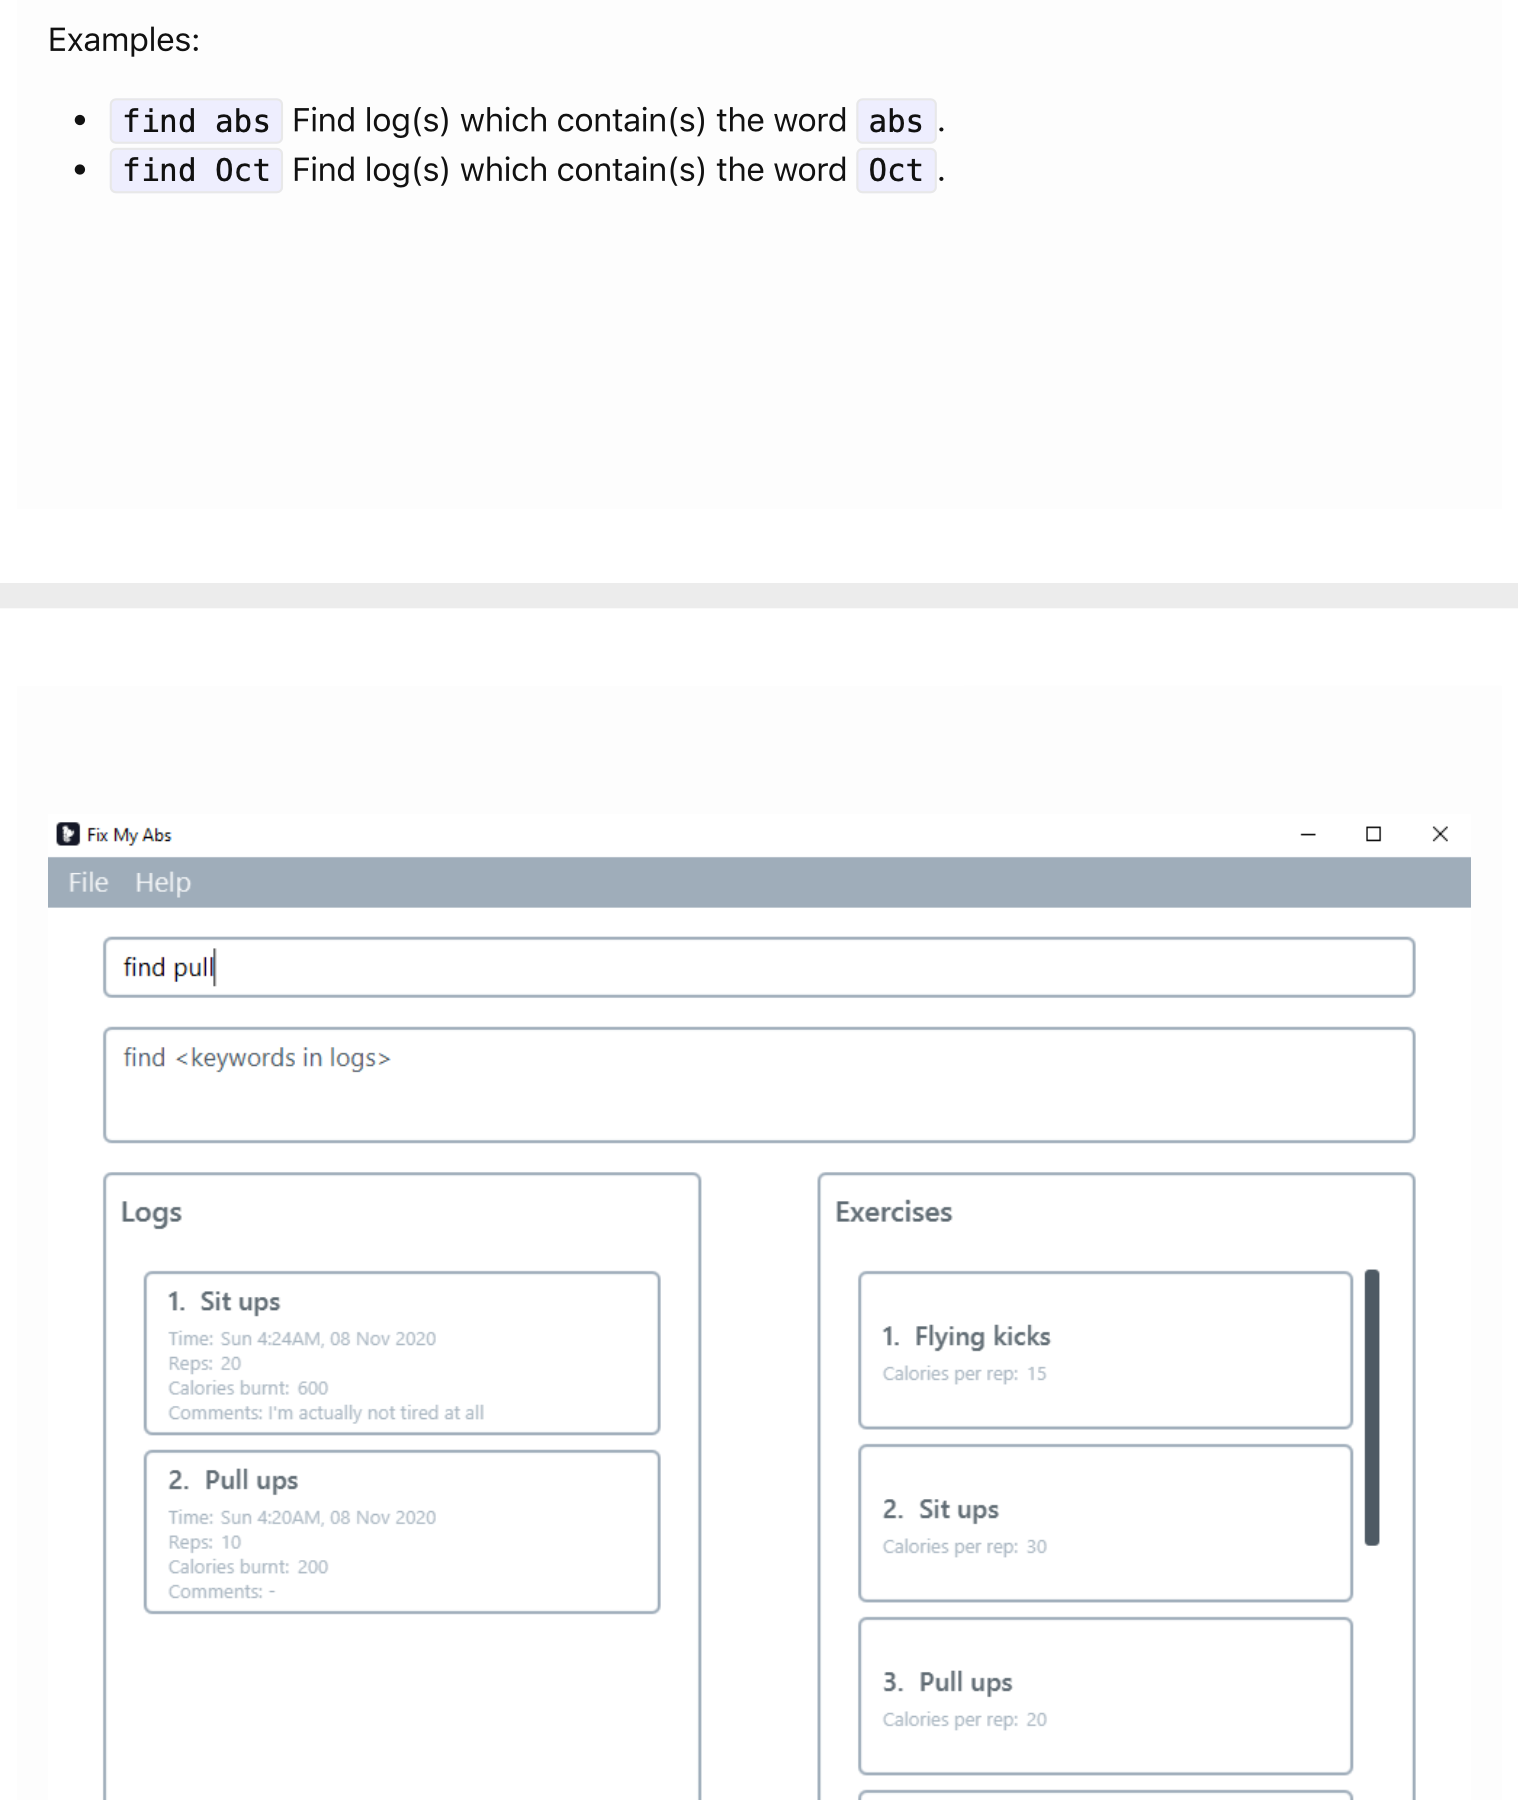 Examples:
find abs Find log(s) which contain(s) the word abs.
find Oct Find log(s) which contain(s) the word Oct.
Fix My Abs
File Help
find pull
find <keywords in logs>
Logs
1. Sit ups
Time: Sun 4:24AM, 08 Nov 2020
Reps: 20
Calories burnt: 600
Comments: I'm actually not tired at all
2. Pull ups
Time: Sun 4:20AM, 08 Nov 2020
Reps: 10
Calories burnt: 200
Comments: -
Exercises
1. Flying kicks
Calories per rep: 15
2. Sit ups
Calories per rep: 30
3. Pull ups
Calories per rep: 20